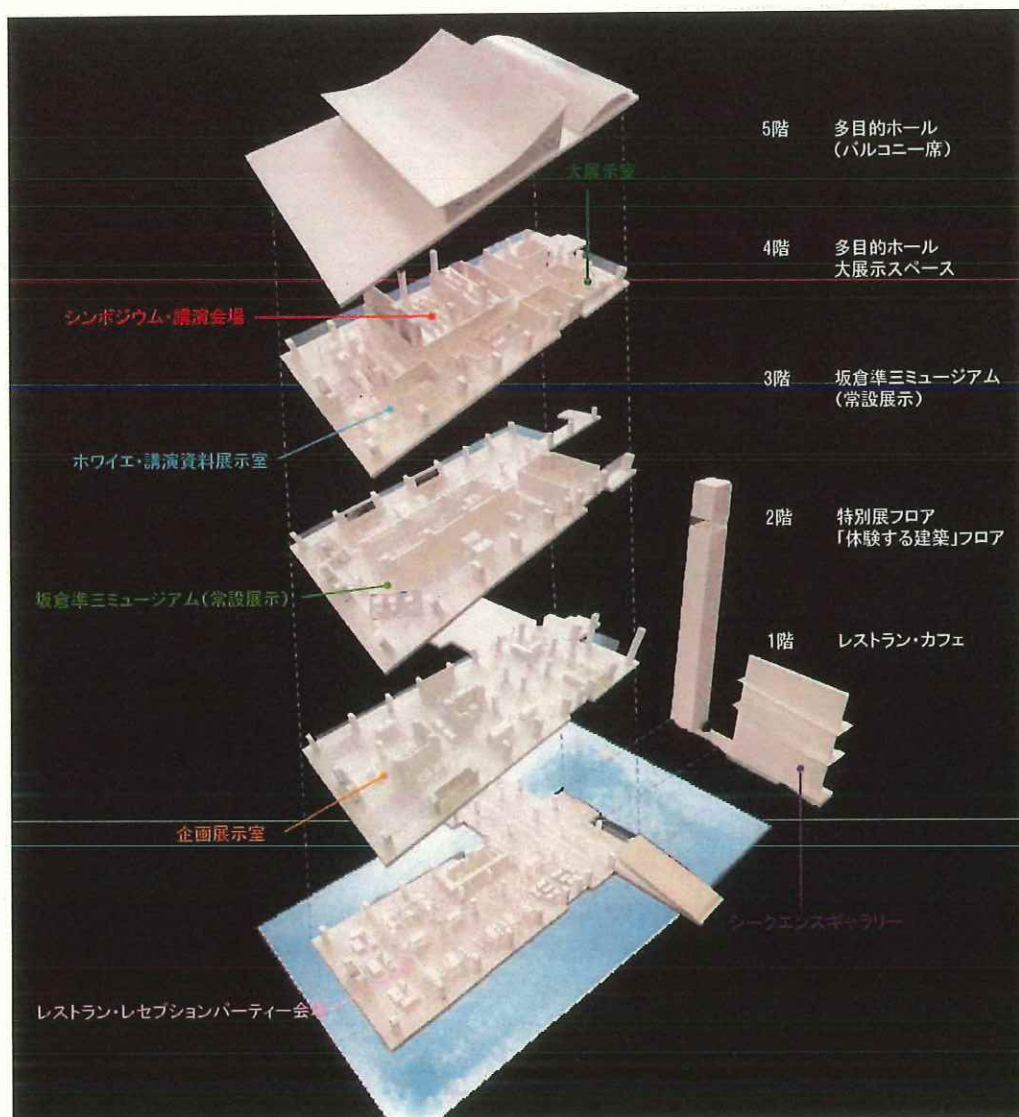 5階 多目的ホール
(バルコニー席)
大展示室
4階 多目的ホール
大展示スペース
シンポジウム・講演会場
3階 坂倉準三ミュージアム
(常設展示)
ホワイエ・講演資料展示室
2階 特別展フロア
「体験する建築」フロア
坂倉準三ミュージアム(常設展示)
1階 レストラン・カフェ
企画展示室
シークエンスギャラリー
レストラン・レセプションパーティー会場